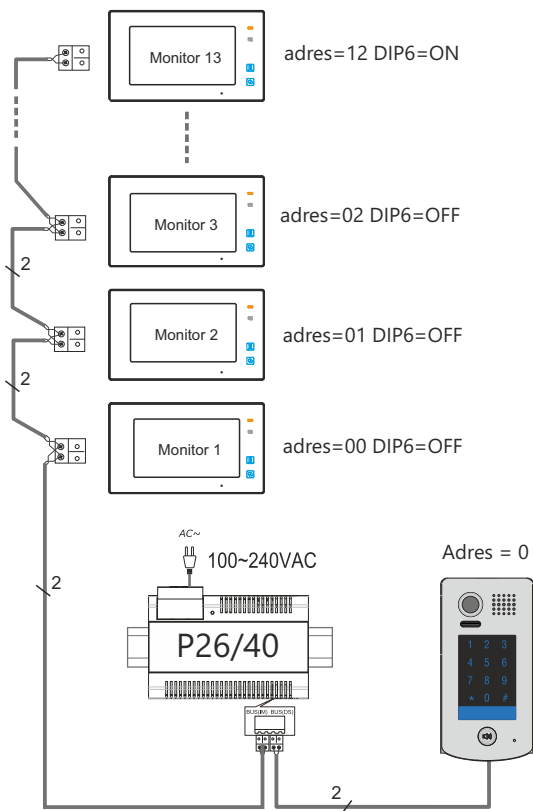 Monitor 13
adres=12 DIP6=ON
Monitor 3
adres=02 DIP6=OFF
2
Monitor 2
adres=01 DIP6=OFF
2
Monitor 1
adres=00 DIP6=OFF
AC~
100~240VAC
Adres = 0
2
P26/40
1 2 3
4 5 6
7 8 9
* 0 #
BUS(IM) BUS(DS)
2